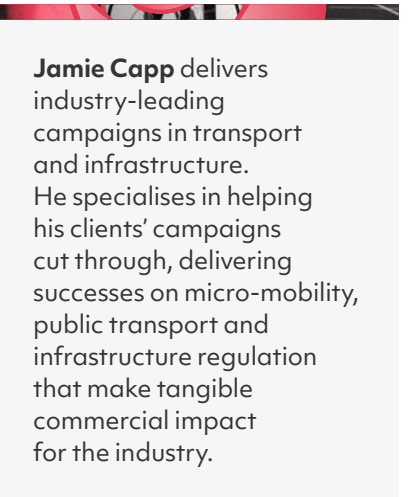 Jamie Capp delivers
industry-leading
campaigns in transport
and infrastructure.
He specialises in helping
his clients’ campaigns
cut through, delivering
successes on micro-mobility,
public transport and
infrastructure regulation
that make tangible
commercial impact
for the industry.